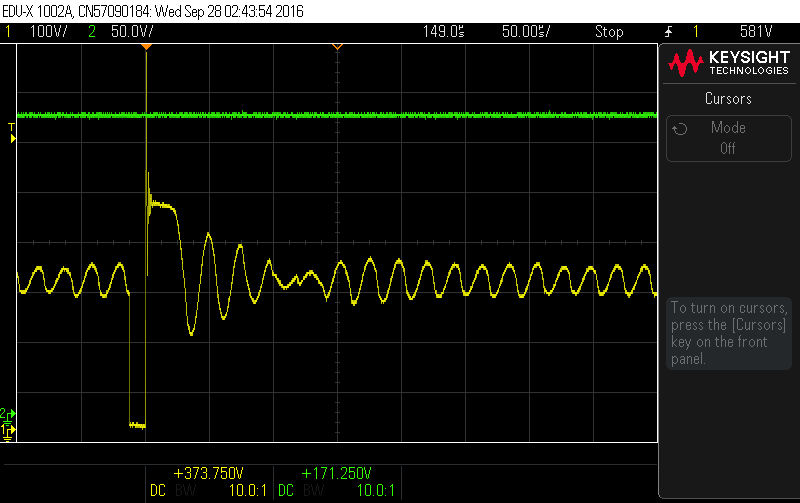 EDU-X 1002A, CN57090184: Wed Sep 28 02:43:54 2016
1 100V/ 2 50.0V/ 149.0s 50.00s/ Stop 1 581V
KEYSIGHT
TECHNOLOGIES
Cursors
Mode
Off
T
To turn on cursors,
press the [Cursors]
key on the front
panel.
2
1
+373.750V +171.250V
DC BW 10.0:1 DC BW 10.0:1